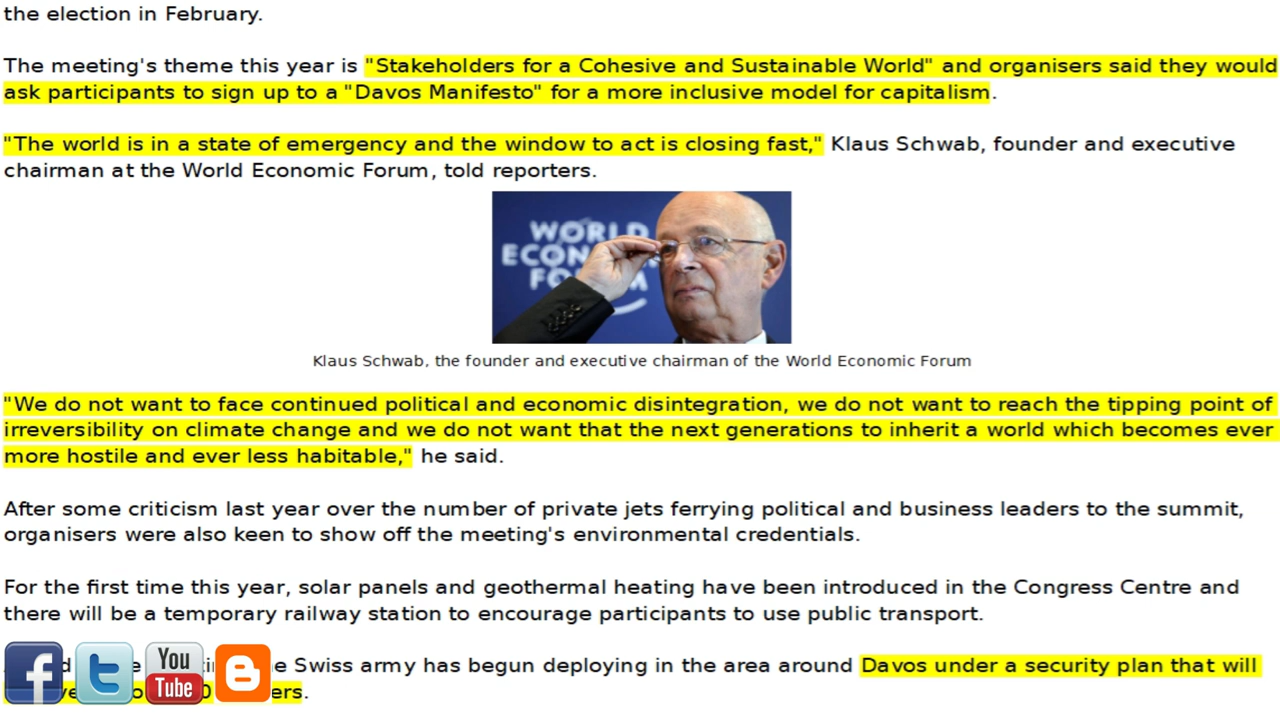 the election in February.
The meeting's theme this year is "Stakeholders for a Cohesive and Sustainable World" and organisers said they would
ask participants to sign up to a "Davos Manifesto" for a more inclusive model for capitalism.
"The world is in a state of emergency and the window to act is closing fast," Klaus Schwab, founder and executive
chairman at the World Economic Forum, told reporters.
WORLD
ECONOMIC
FORUM
Klaus Schwab, the founder and executive chairman of the World Economic Forum
"We do not want to face continued political and economic disintegration, we do not want to reach the tipping point of
irreversibility on climate change and we do not want that the next generations to inherit a world which becomes ever
more hostile and ever less habitable," he said.
After some criticism last year over the number of private jets ferrying political and business leaders to the summit,
organisers were also keen to show off the meeting's environmental credentials.
For the first time this year, solar panels and geothermal heating have been introduced in the Congress Centre and
there will be a temporary railway station to encourage participants to use public transport.
Swiss army has begun deploying in the area around Davos under a security plan that will
You
Tube